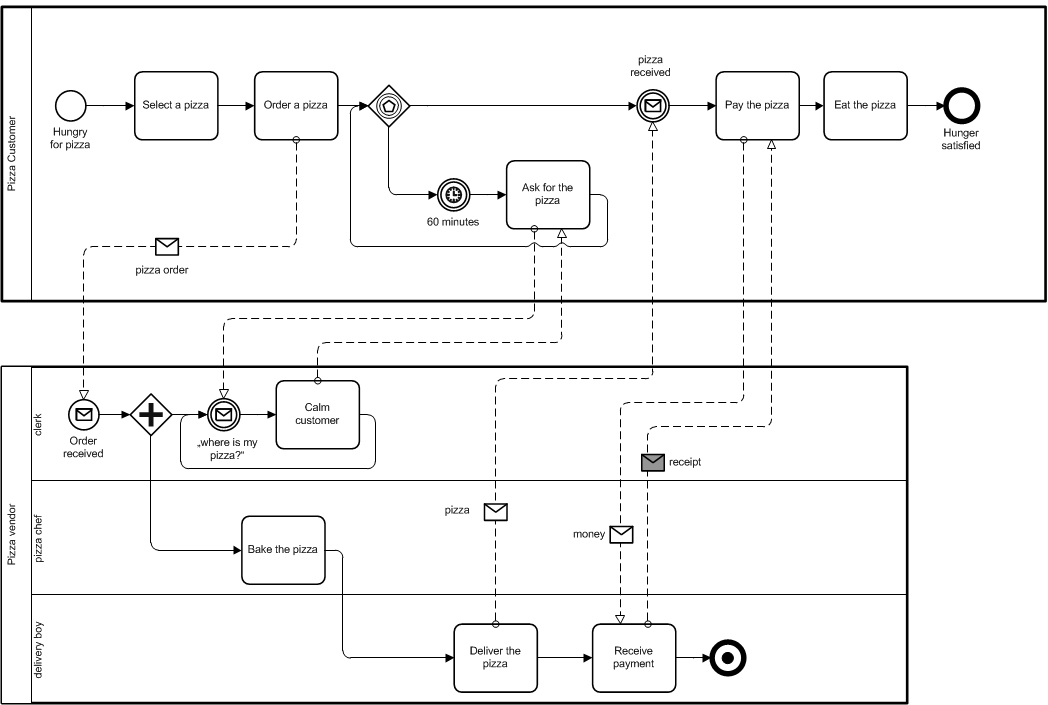 Pizza Customer
Hungry
for pizza
Select a pizza
Order a pizza
pizza
received
Pay the pizza
Eat the pizza
Hunger
satisfied
60 minutes
Ask for the
pizza
pizza order
Pizza vendor
clerk
Order
received
„where is my
pizza?“
Calm
customer
receipt
pizza chef
pizza
money
Bake the pizza
delivery boy
Deliver the
pizza
Receive
payment